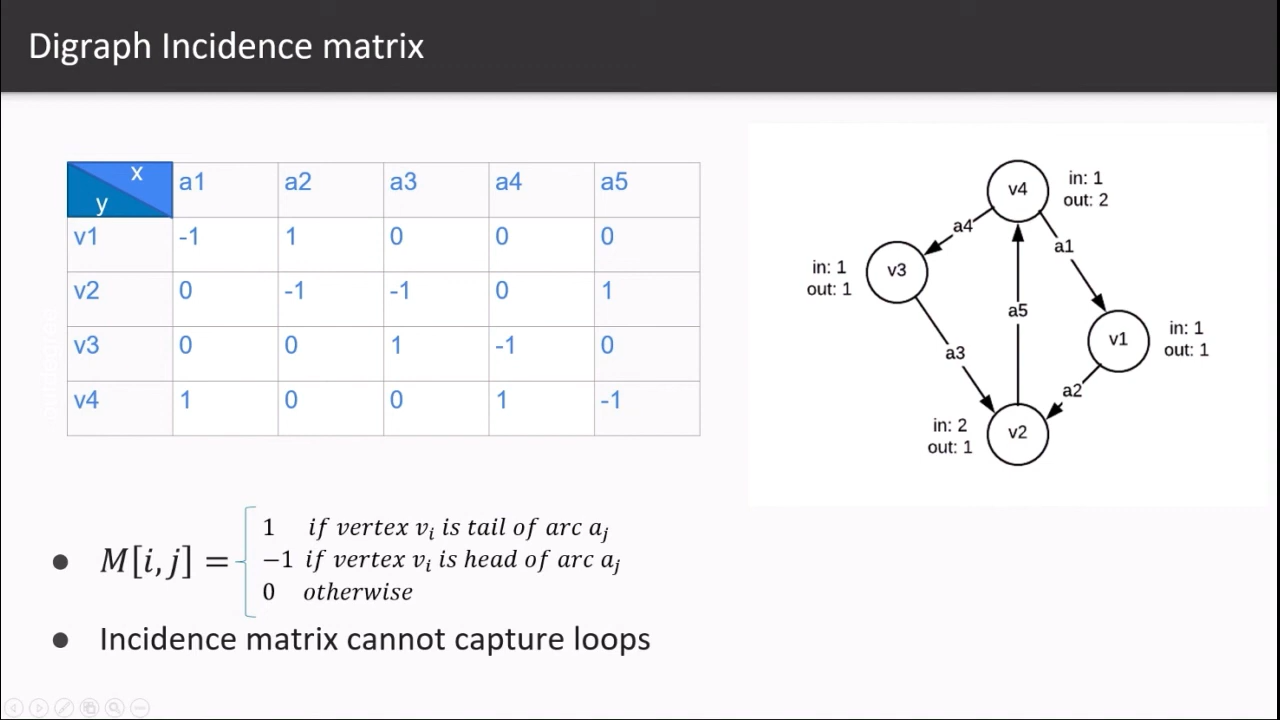 Digraph Incidence matrix
x
y
a1 a2 a3 a4 a5
v1 -1 1 0 0 0
v2 0 -1 -1 0 1
v3 0 0 1 -1 0
v4 1 0 0 1 -1
v4
in: 1
out: 2
a4
a1
in: 1
out: 1
v3
a5
v1
in: 1
out: 1
a3
a2
in: 2
out: 1
v2
1 if vertex vᵢ is tail of arc aⱼ
● M[i, j] = −1 if vertex vᵢ is head of arc aⱼ
0 otherwise
● Incidence matrix cannot capture loops